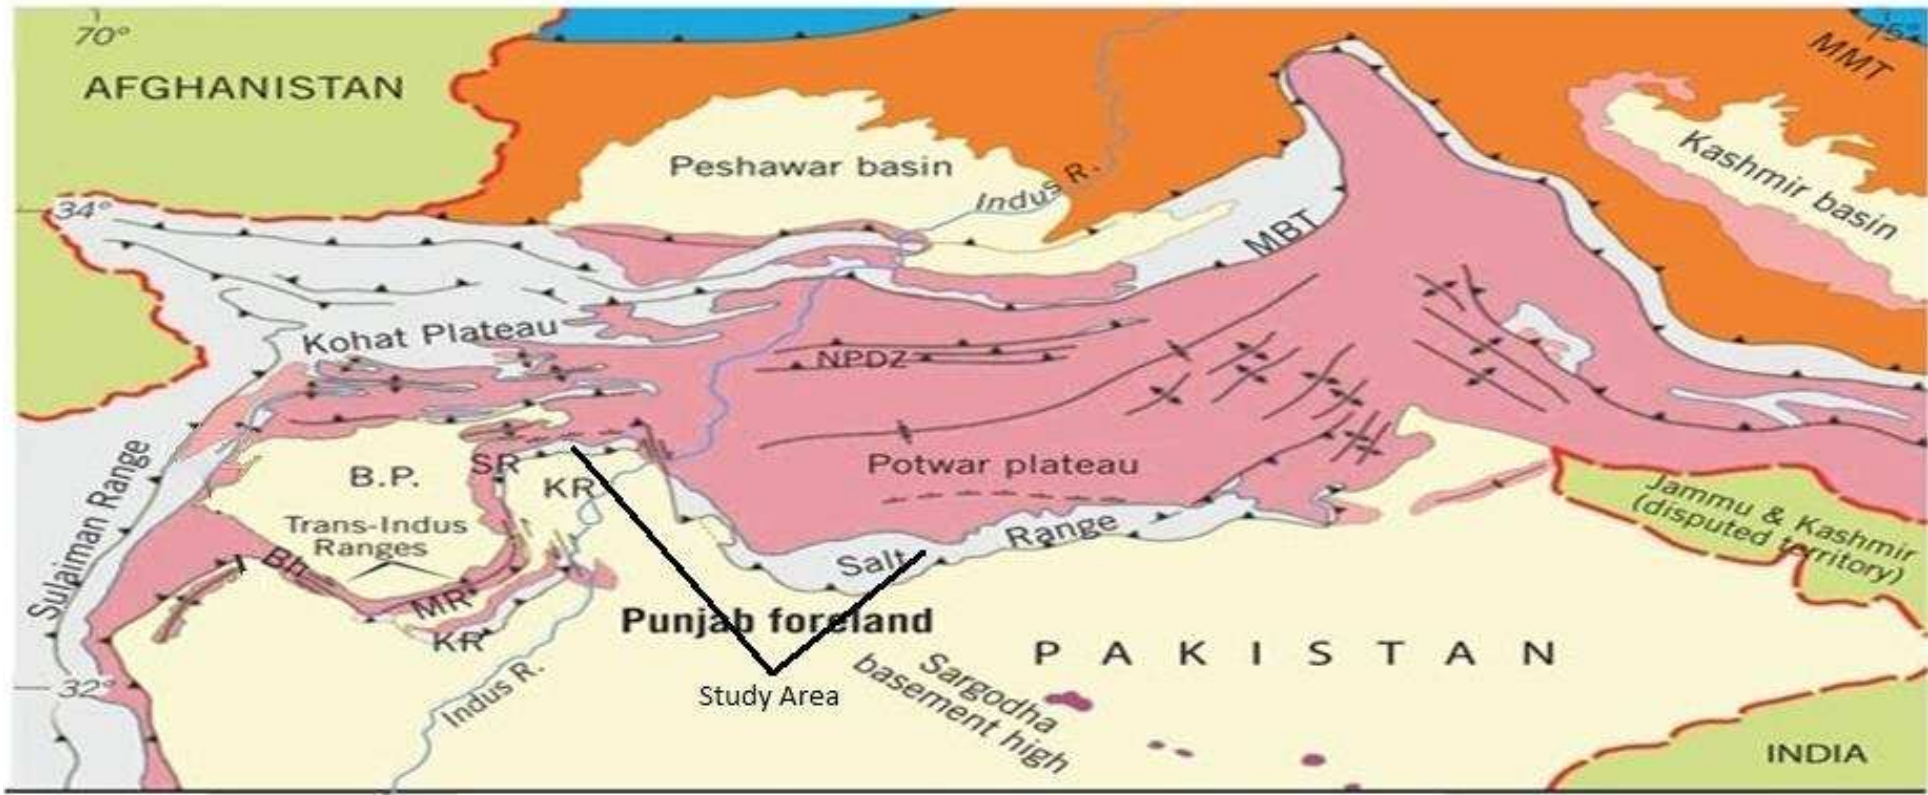 70°
75°
MMT
AFGHANISTAN
Peshawar basin
Kashmir basin
Indus R.
34°
MBT
Kohat Plateau
NPDZ
Sulaiman Range
B.P.
SR
KR
Potwar plateau
Jammu & Kashmir
(disputed territory)
Trans-Indus
Ranges
Salt Range
Bh
MR
KR
Punjab foreland
PAKISTAN
Sargodha
basement high
32°
Indus R.
Study Area
INDIA